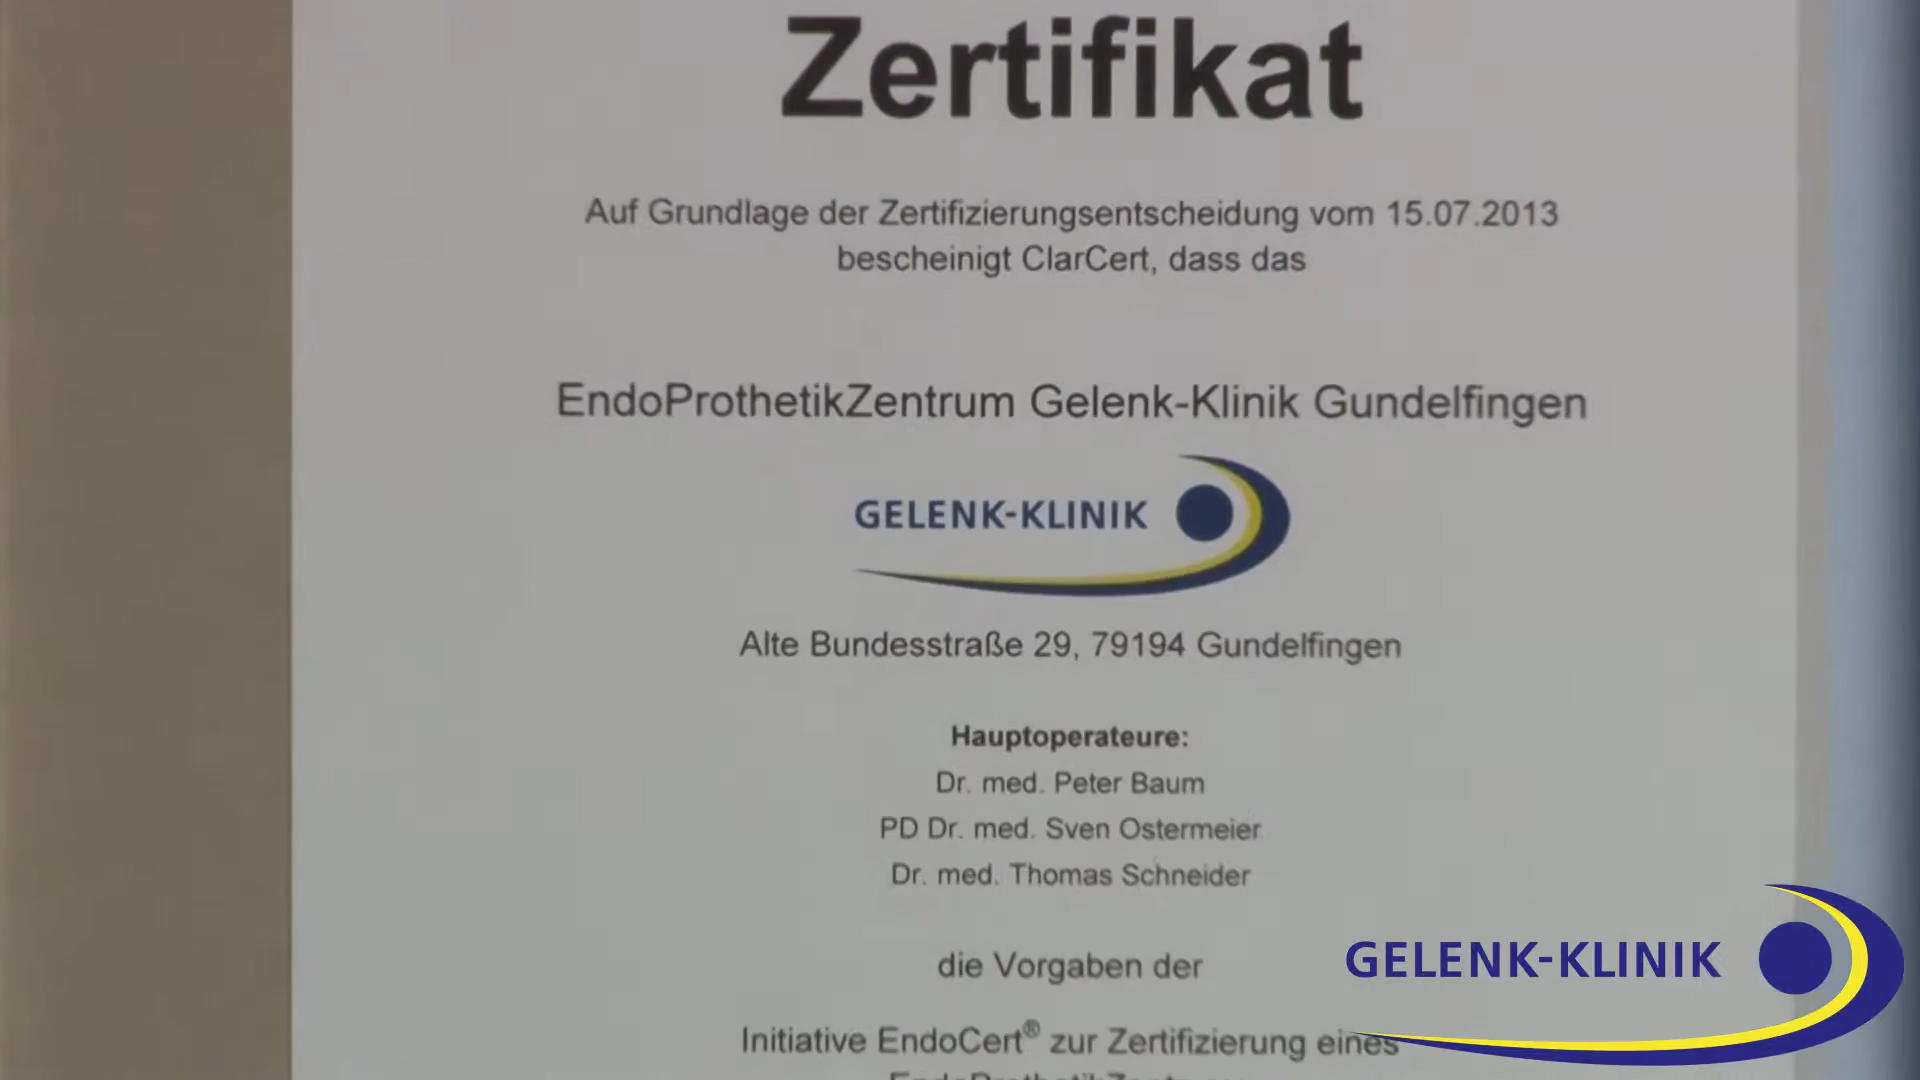 Zertifikat
Auf Grundlage der Zertifizierungsentscheidung vom 15.07.2013
bescheinigt ClarCert, dass das
EndoProthetikZentrum Gelenk-Klinik Gundelfingen
GELENK-KLINIK
Alte Bundesstraße 29, 79194 Gundelfingen
Hauptoperateure:
Dr. med. Peter Baum
PD Dr. med. Sven Ostermeier
Dr. med. Thomas Schneider
die Vorgaben der
Initiative EndoCert® zur Zertifizierung eines
GELENK-KLINIK